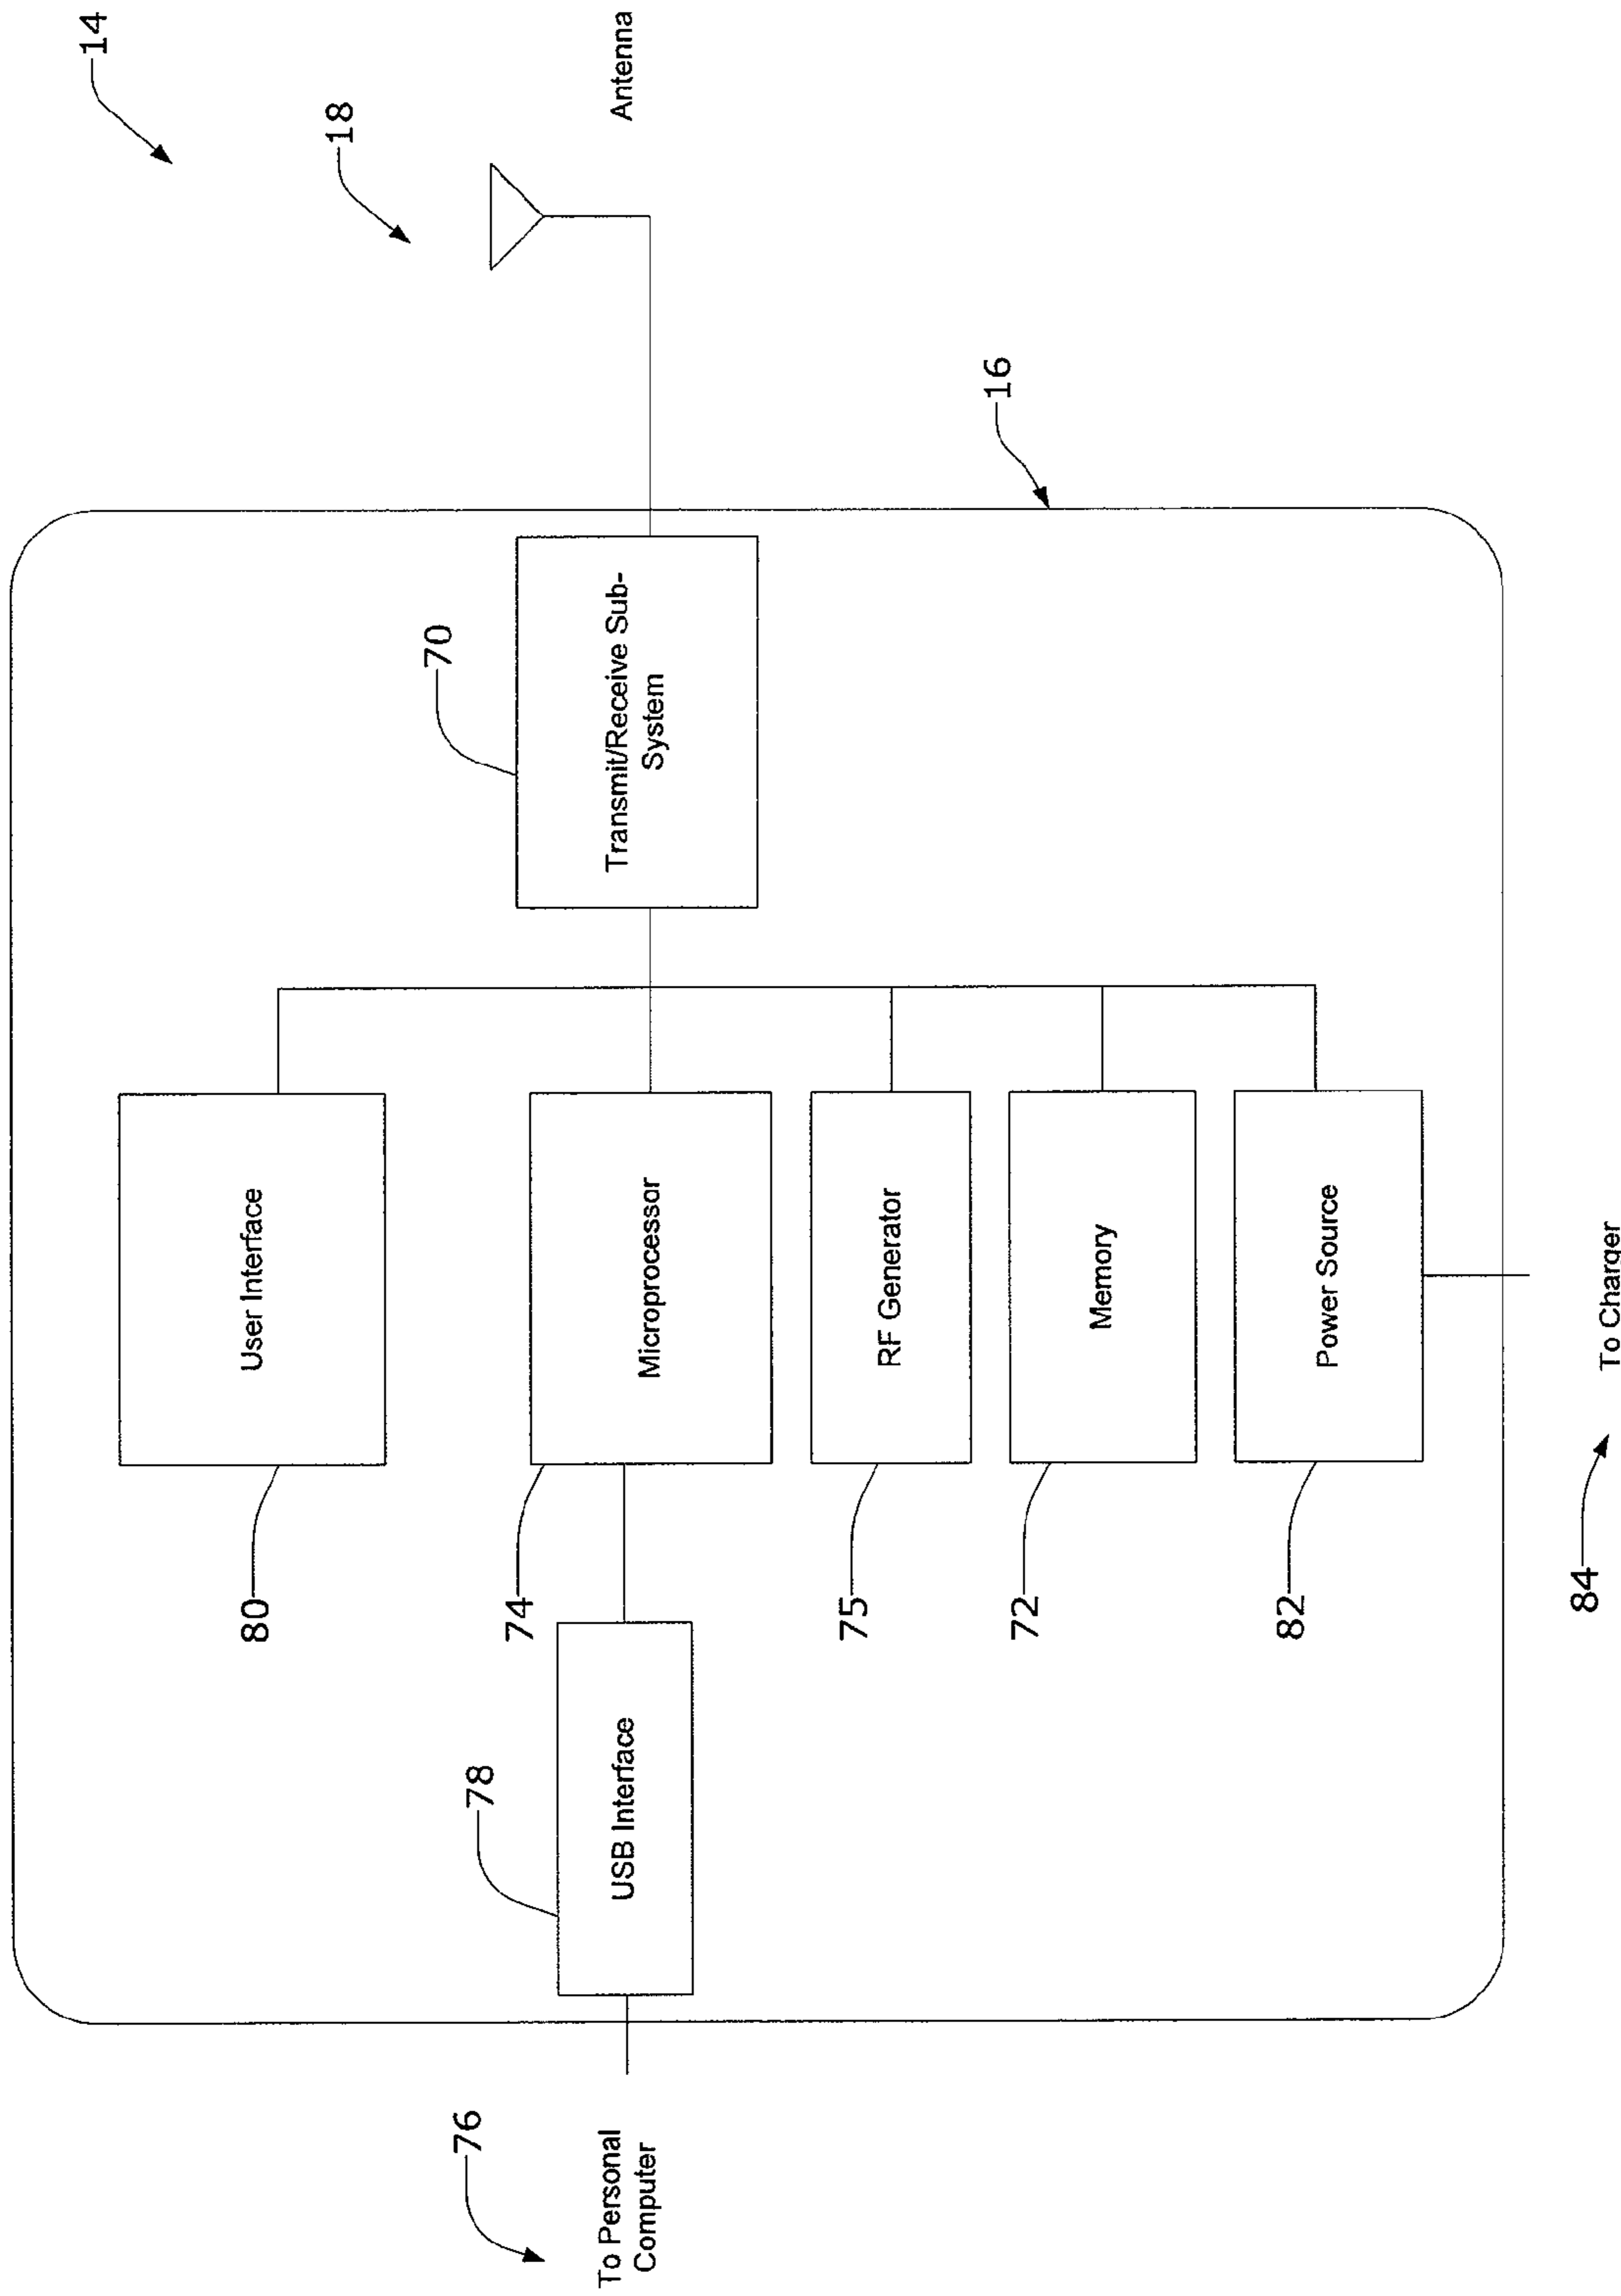 14
18
Antenna
16
70
Transmit/Receive Sub-
System
User Interface
80
Microprocessor
74
RF Generator
75
Memory
72
Power Source
82
To Charger
84
USB Interface
78
76
To Personal
Computer